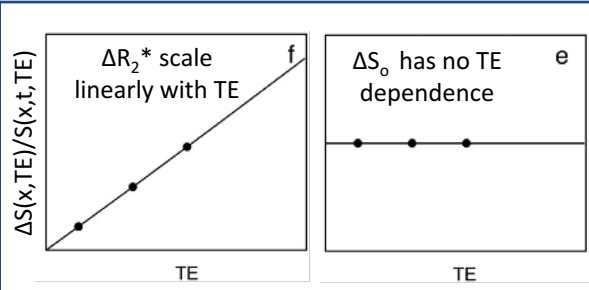 ΔS(x,TE)/S(x,t,TE)
ΔR₂* scale
linearly with TE
f
TE
ΔSₒ has no TE
dependence
e
TE